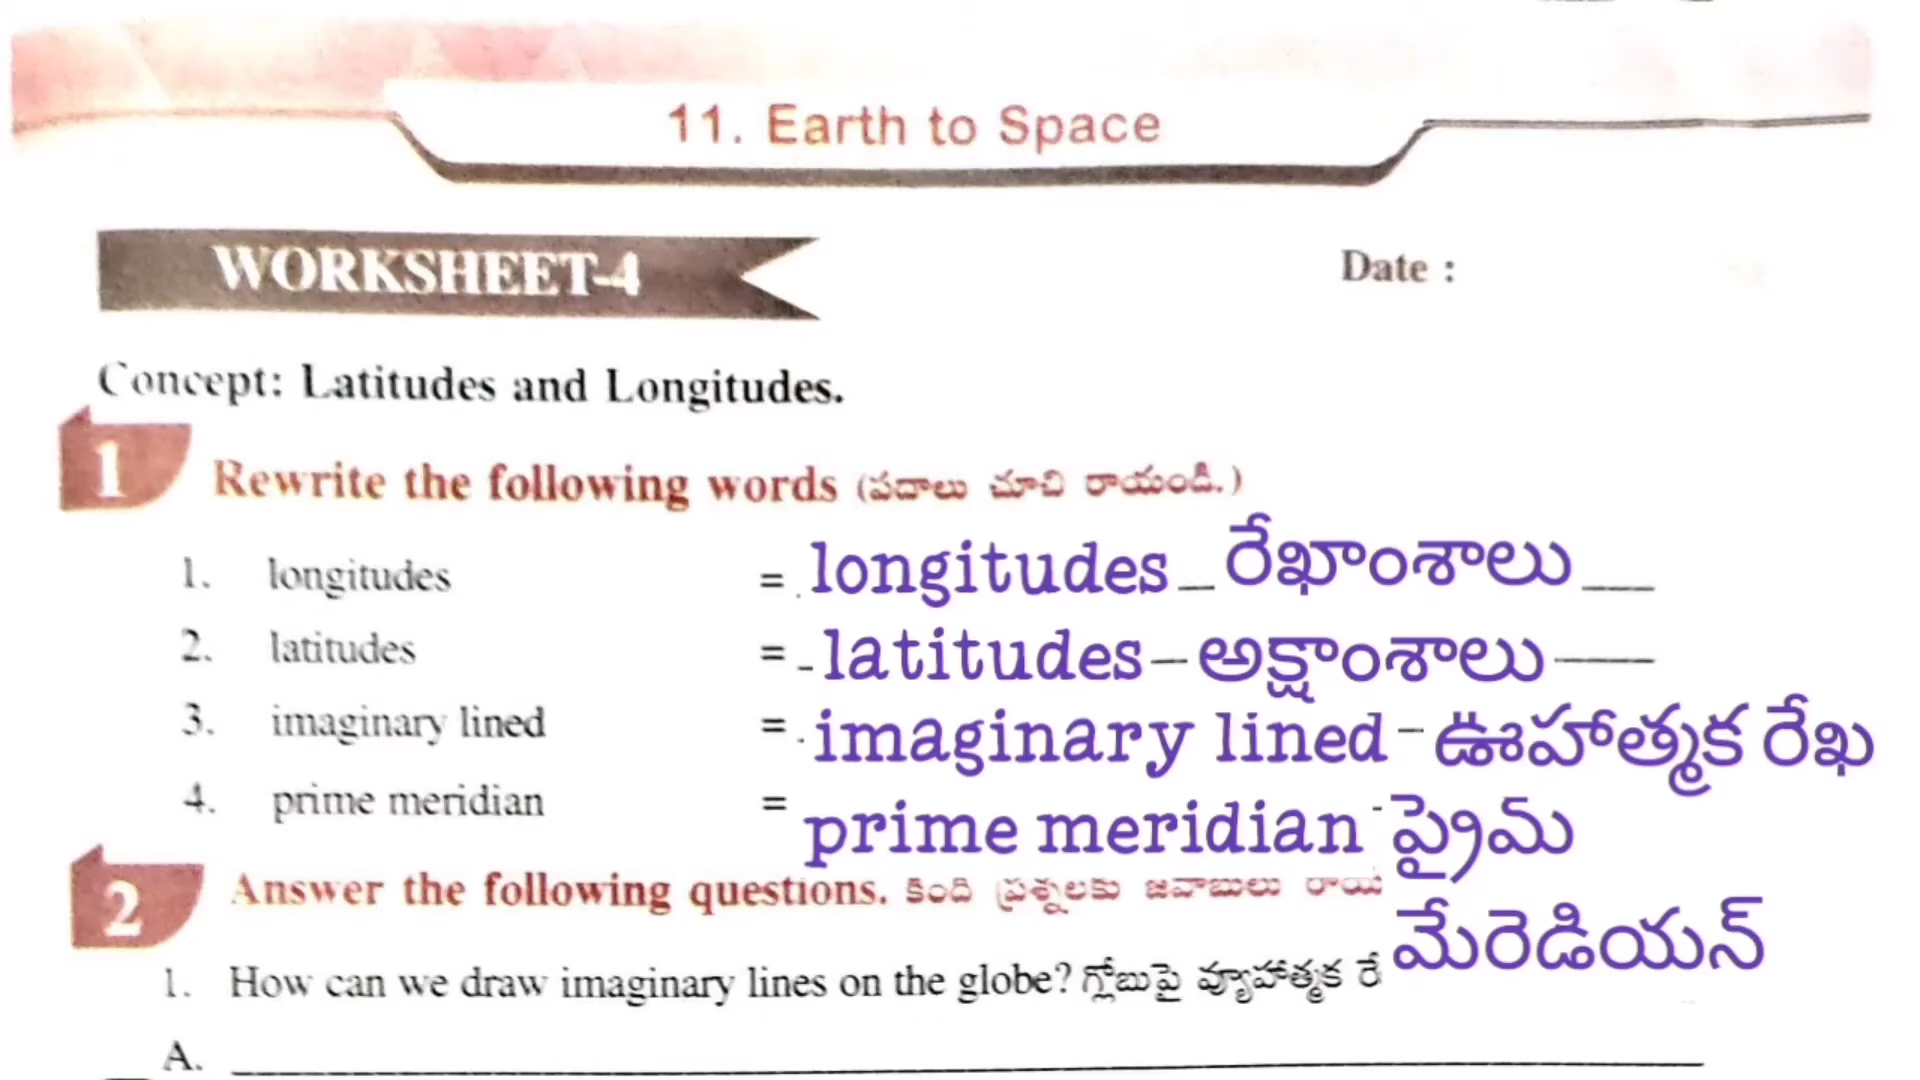 11. Earth to Space
WORKSHEET-4
Date :
Concept: Latitudes and Longitudes.
1 Rewrite the following words (పదాలు చూచి రాయండి.)
1. longitudes = longitudes _ రేఖాంశాలు
2. latitudes = - latitudes - అక్షాంశాలు
3. imaginary lined = imaginary lined - ఊహాత్మక రేఖ
4. prime meridian = prime meridian - ప్రైమ్
2 Answer the following questions. కింది ప్రశ్నలకు జవాబులు
మేరెడియన్
1. How can we draw imaginary lines on the globe? గ్లోబుపై వ్యూహాత్మక రే
A.